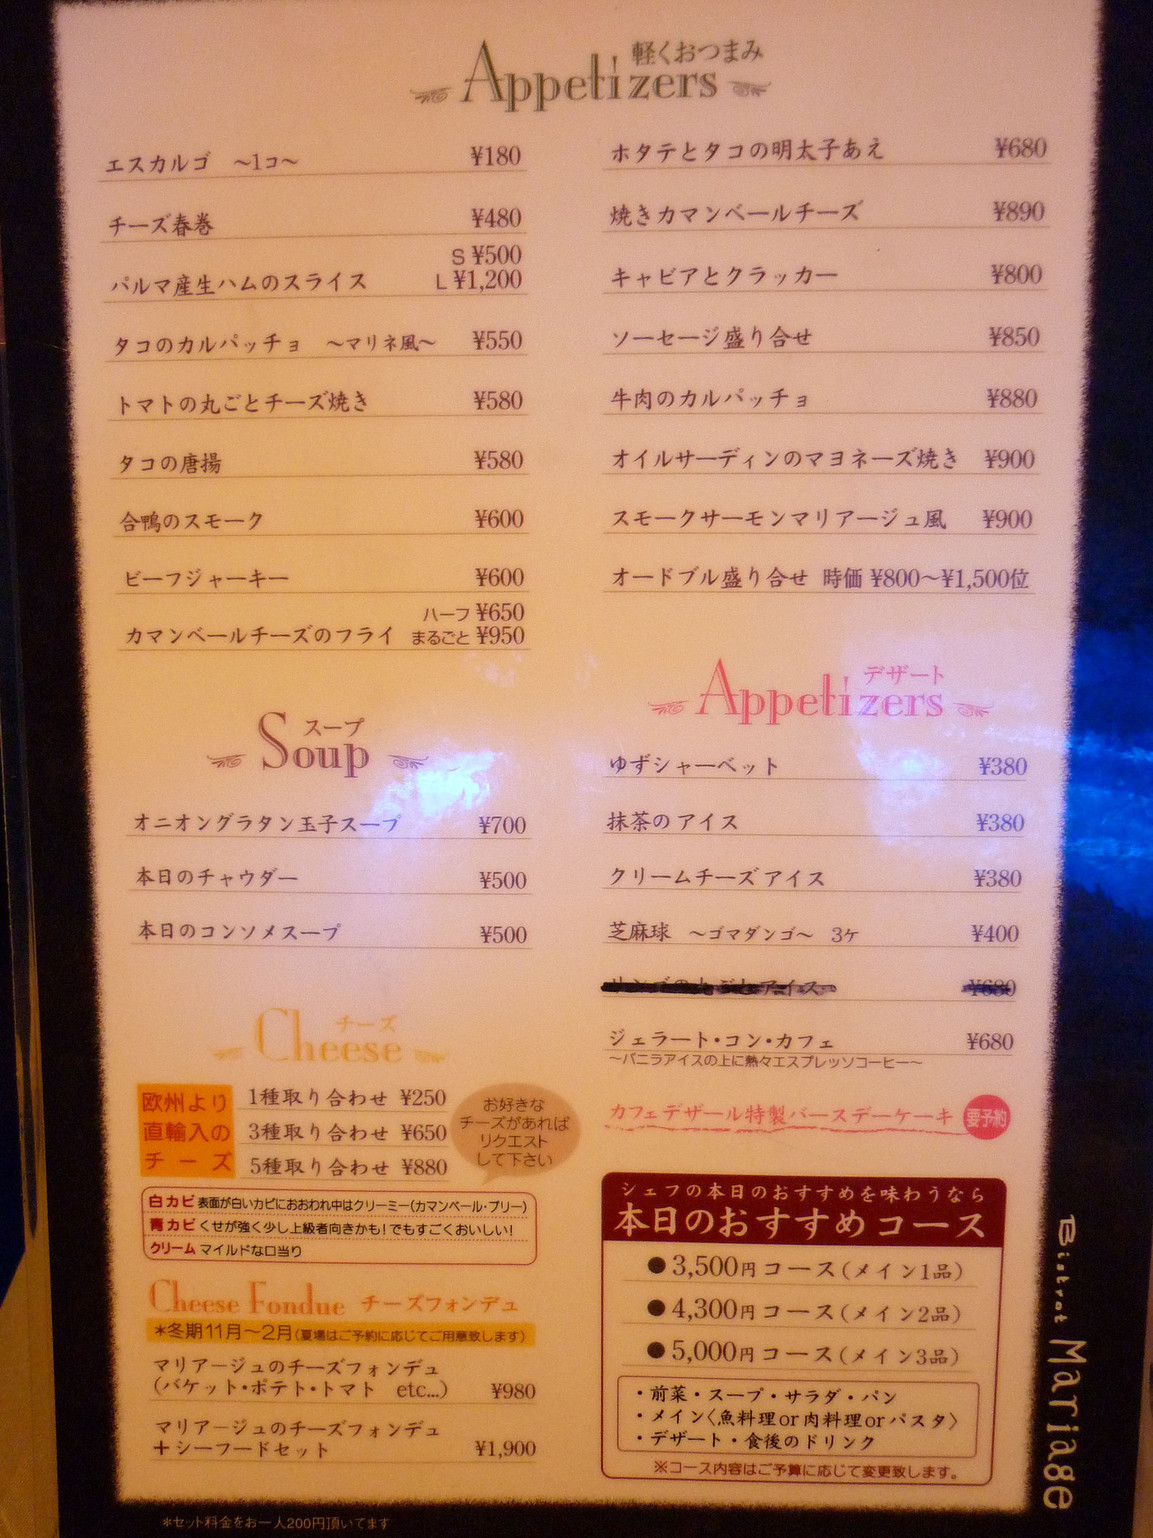 軽くおつまみ
Appetizers
エスカルゴ ～1コ～ ¥180
チーズ春巻 ¥480
S ¥500
パルマ産生ハムのスライス L ¥1,200
タコのカルパッチョ ～マリネ風～ ¥550
トマトの丸ごとチーズ焼き ¥580
タコの唐揚 ¥580
合鴨のスモーク ¥600
ビーフジャーキー ¥600
ハーフ ¥650
カマンベールチーズのフライ まるごと ¥950
ホタテとタコの明太子あえ ¥680
焼きカマンベールチーズ ¥890
キャビアとクラッカー ¥800
ソーセージ盛り合せ ¥850
牛肉のカルパッチョ ¥880
オイルサーディンのマヨネーズ焼き ¥900
スモークサーモンマリアージュ風 ¥900
オードブル盛り合せ 時価 ¥800～¥1,500位
スープ
Soup
オニオングラタン玉子スープ ¥700
本日のチャウダー ¥500
本日のコンソメスープ ¥500
チーズ
Cheese
欧州より
直輸入の
チーズ
1種取り合わせ ¥250
3種取り合わせ ¥650
5種取り合わせ ¥880
お好きな
チーズがあれば
リクエスト
して下さい
白カビ 表面が白いカビにおおわれ中はクリーミー(カマンベール・ブリー)
青カビ くせが強く少し上級者向きかも!でもすごくおいしい!
クリーム マイルドな口当り
Cheese Fondue チーズフォンデュ
*冬期11月～2月(夏場はご予約に応じてご用意致します)
マリアージュのチーズフォンデュ
(バケット・ポテト・トマト etc...) ¥980
マリアージュのチーズフォンデュ
+シーフードセット ¥1,900
デザート
Appetizers
ゆずシャーベット ¥380
抹茶のアイス ¥380
クリームチーズアイス ¥380
芝麻球 ～ゴマダンゴ～ 3ケ ¥400
¥680
ジェラート・コン・カフェ ¥680
～バニラアイスの上に熱々エスプレッソコーヒー～
カフェデザール特製バースデーケーキ 要予約
シェフの本日のおすすめを味わうなら
本日のおすすめコース
●3,500円コース(メイン1品)
●4,300円コース(メイン2品)
●5,000円コース(メイン3品)
・前菜・スープ・サラダ・パン
・メイン〈魚料理or肉料理orパスタ〉
・デザート・食後のドリンク
※コース内容はご予算に応じて変更致します。
Bistrot Mariage
*セット料金をお一人200円頂いてます